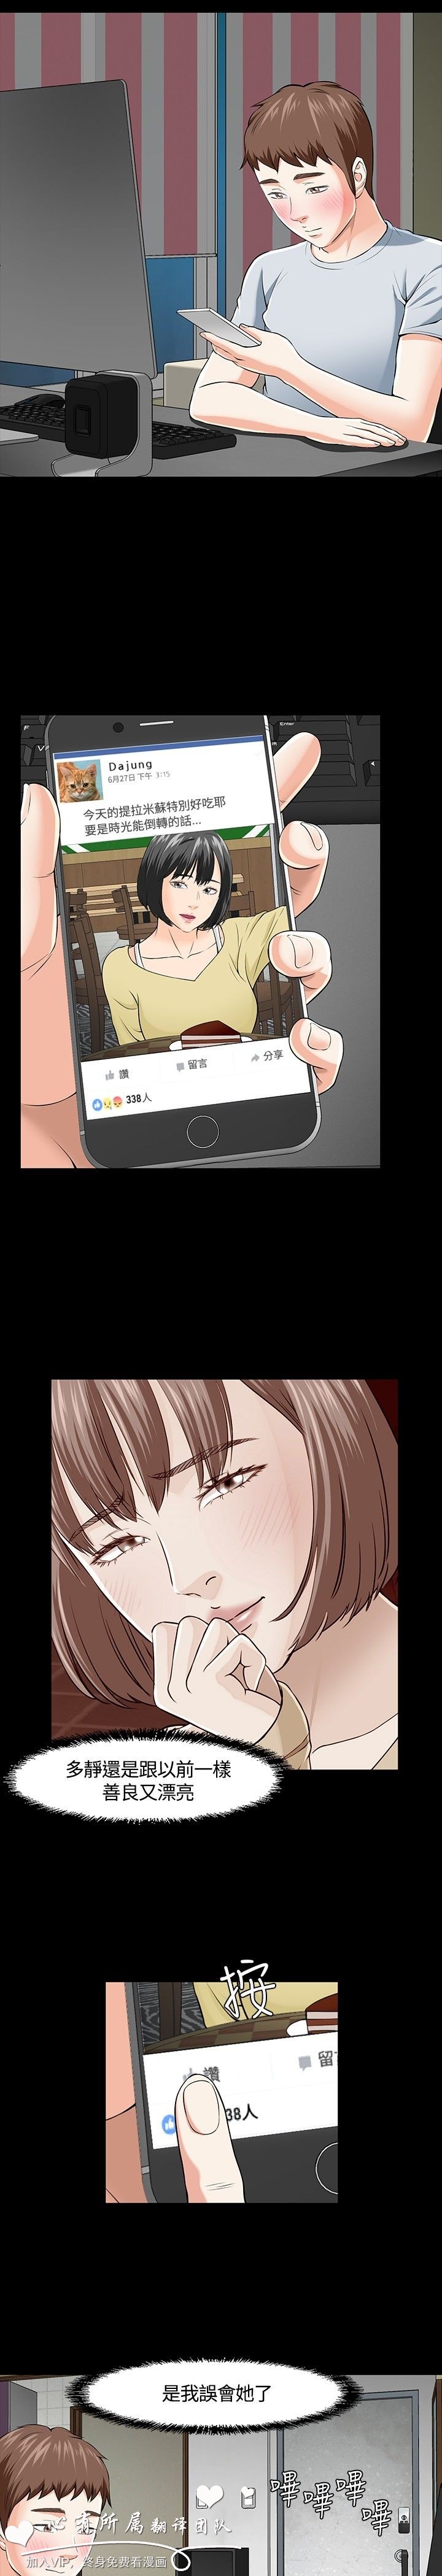 Enter
F
V
Dajung
6月27日 下午 3:15
今天的提拉米蘇特別好吃耶
要是時光能倒轉的話...
讚
留言
分享
338人
多靜還是跟以前一樣
善良又漂亮
按
讚
留
38人
是我誤會她了
嗶嗶嗶
嗶
所属翻译团队
加入VIP，终身免费看漫画